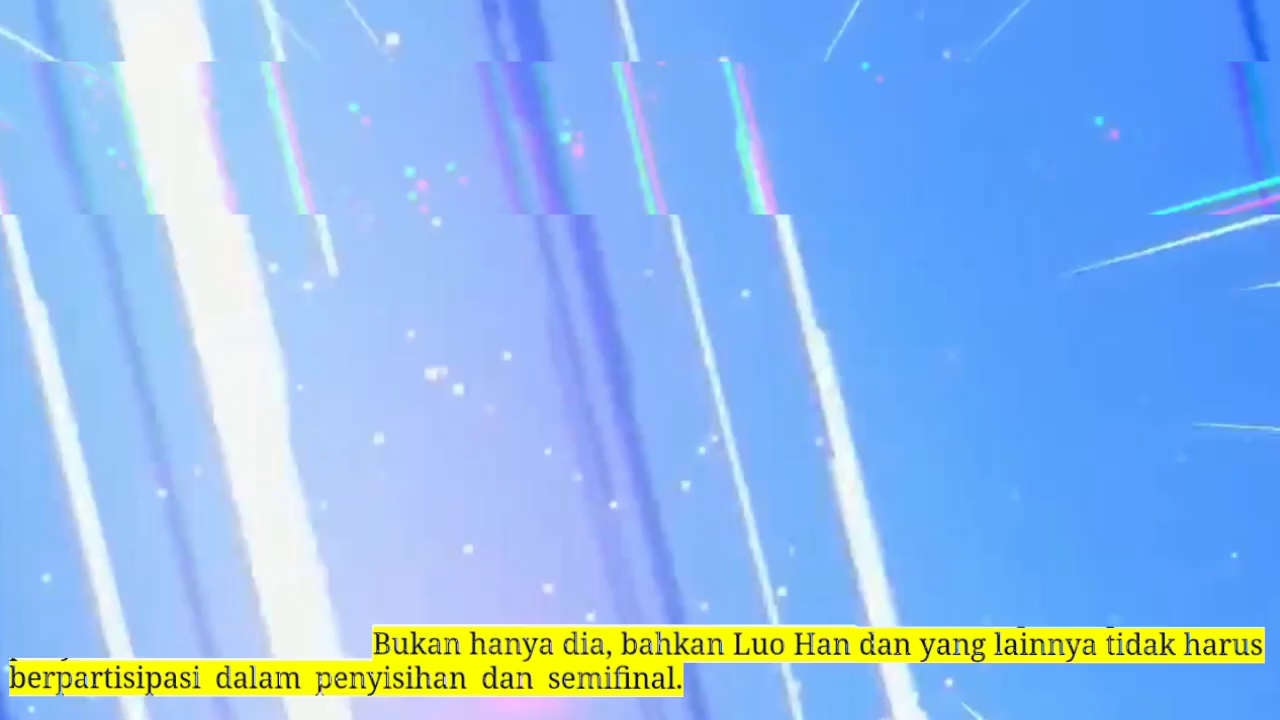 Bukan hanya dia, bahkan Luo Han dan yang lainnya tidak harus
berpartisipasi dalam penyisihan dan semifinal.